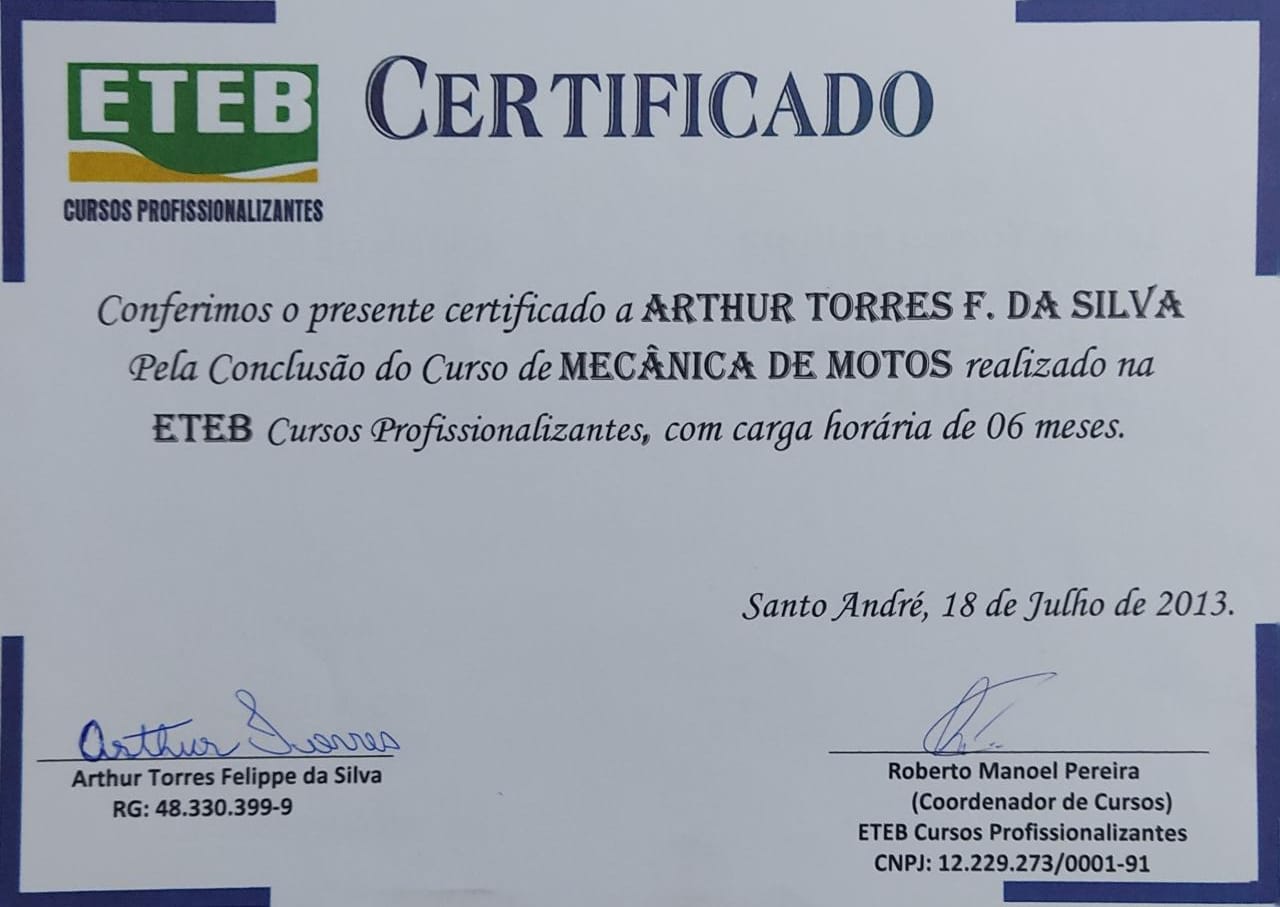 ETEB
CURSOS PROFISSIONALIZANTES
CERTIFICADO
Conferimos o presente certificado a ARTHUR TORRES F. DA SILVA
Pela Conclusão do Curso de MECÂNICA DE MOTOS realizado na
ETEB Cursos Profissionalizantes, com carga horária de 06 meses.
Santo André, 18 de Julho de 2013.
Arthur Torres
Arthur Torres Felippe da Silva
RG: 48.330.399-9
Roberto Manoel Pereira
(Coordenador de Cursos)
ETEB Cursos Profissionalizantes
CNPJ: 12.229.273/0001-91